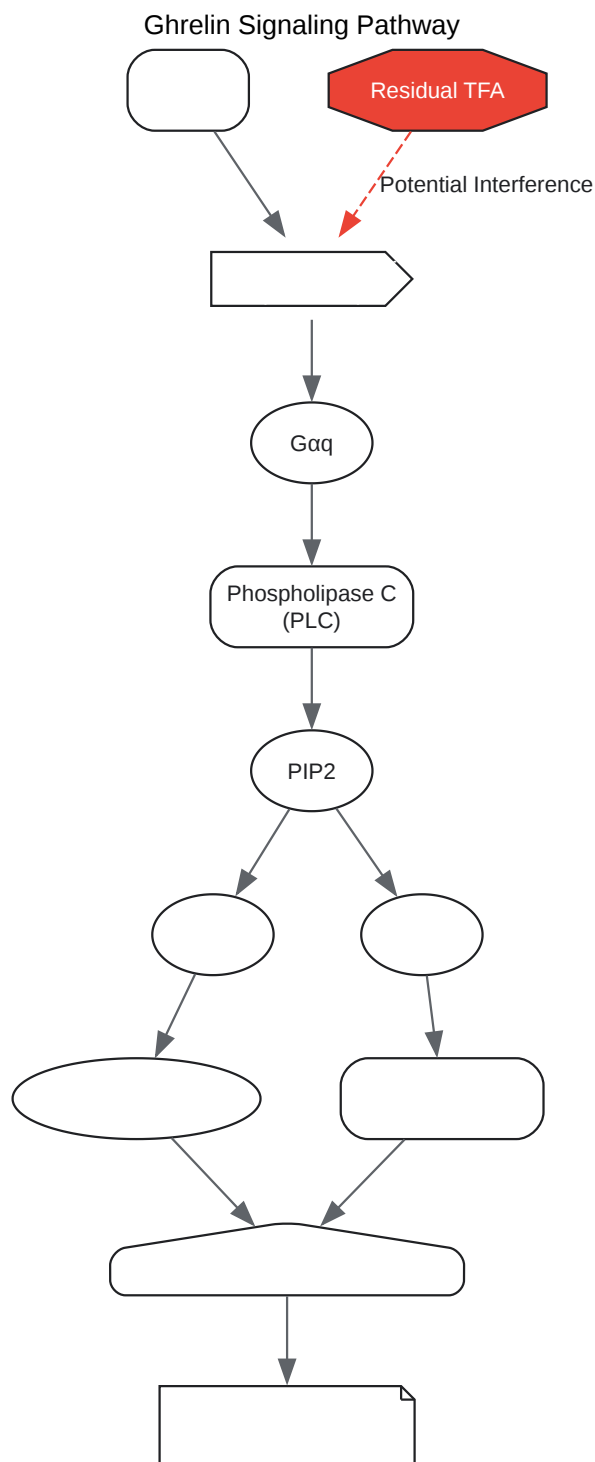 Ghrelin Signaling Pathway
Residual TFA
Potential Interference
Gαq
Phospholipase C
(PLC)
PIP2